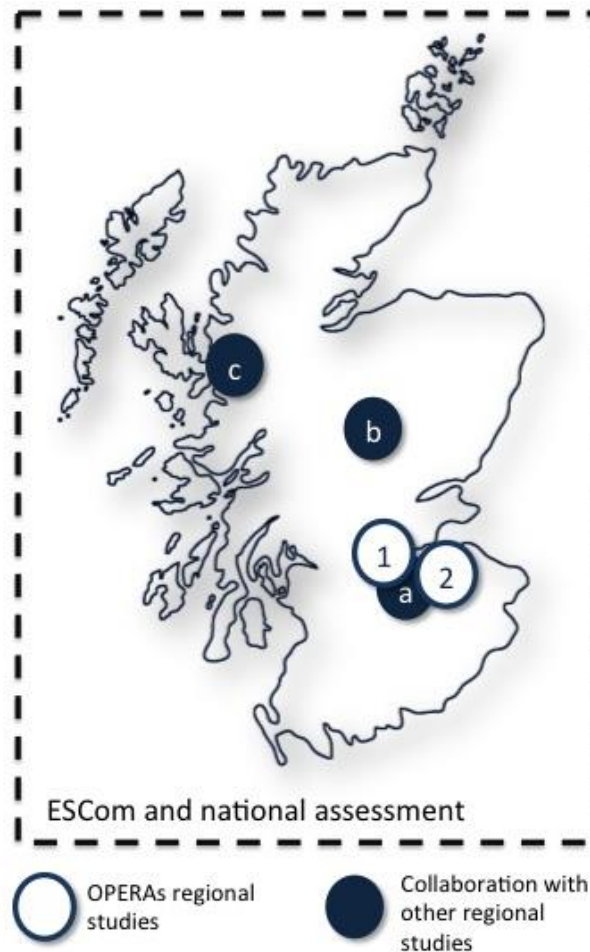 c
b
1
2
a
ESCom and national assessment
OPERAs regional
studies
Collaboration with
other regional
studies